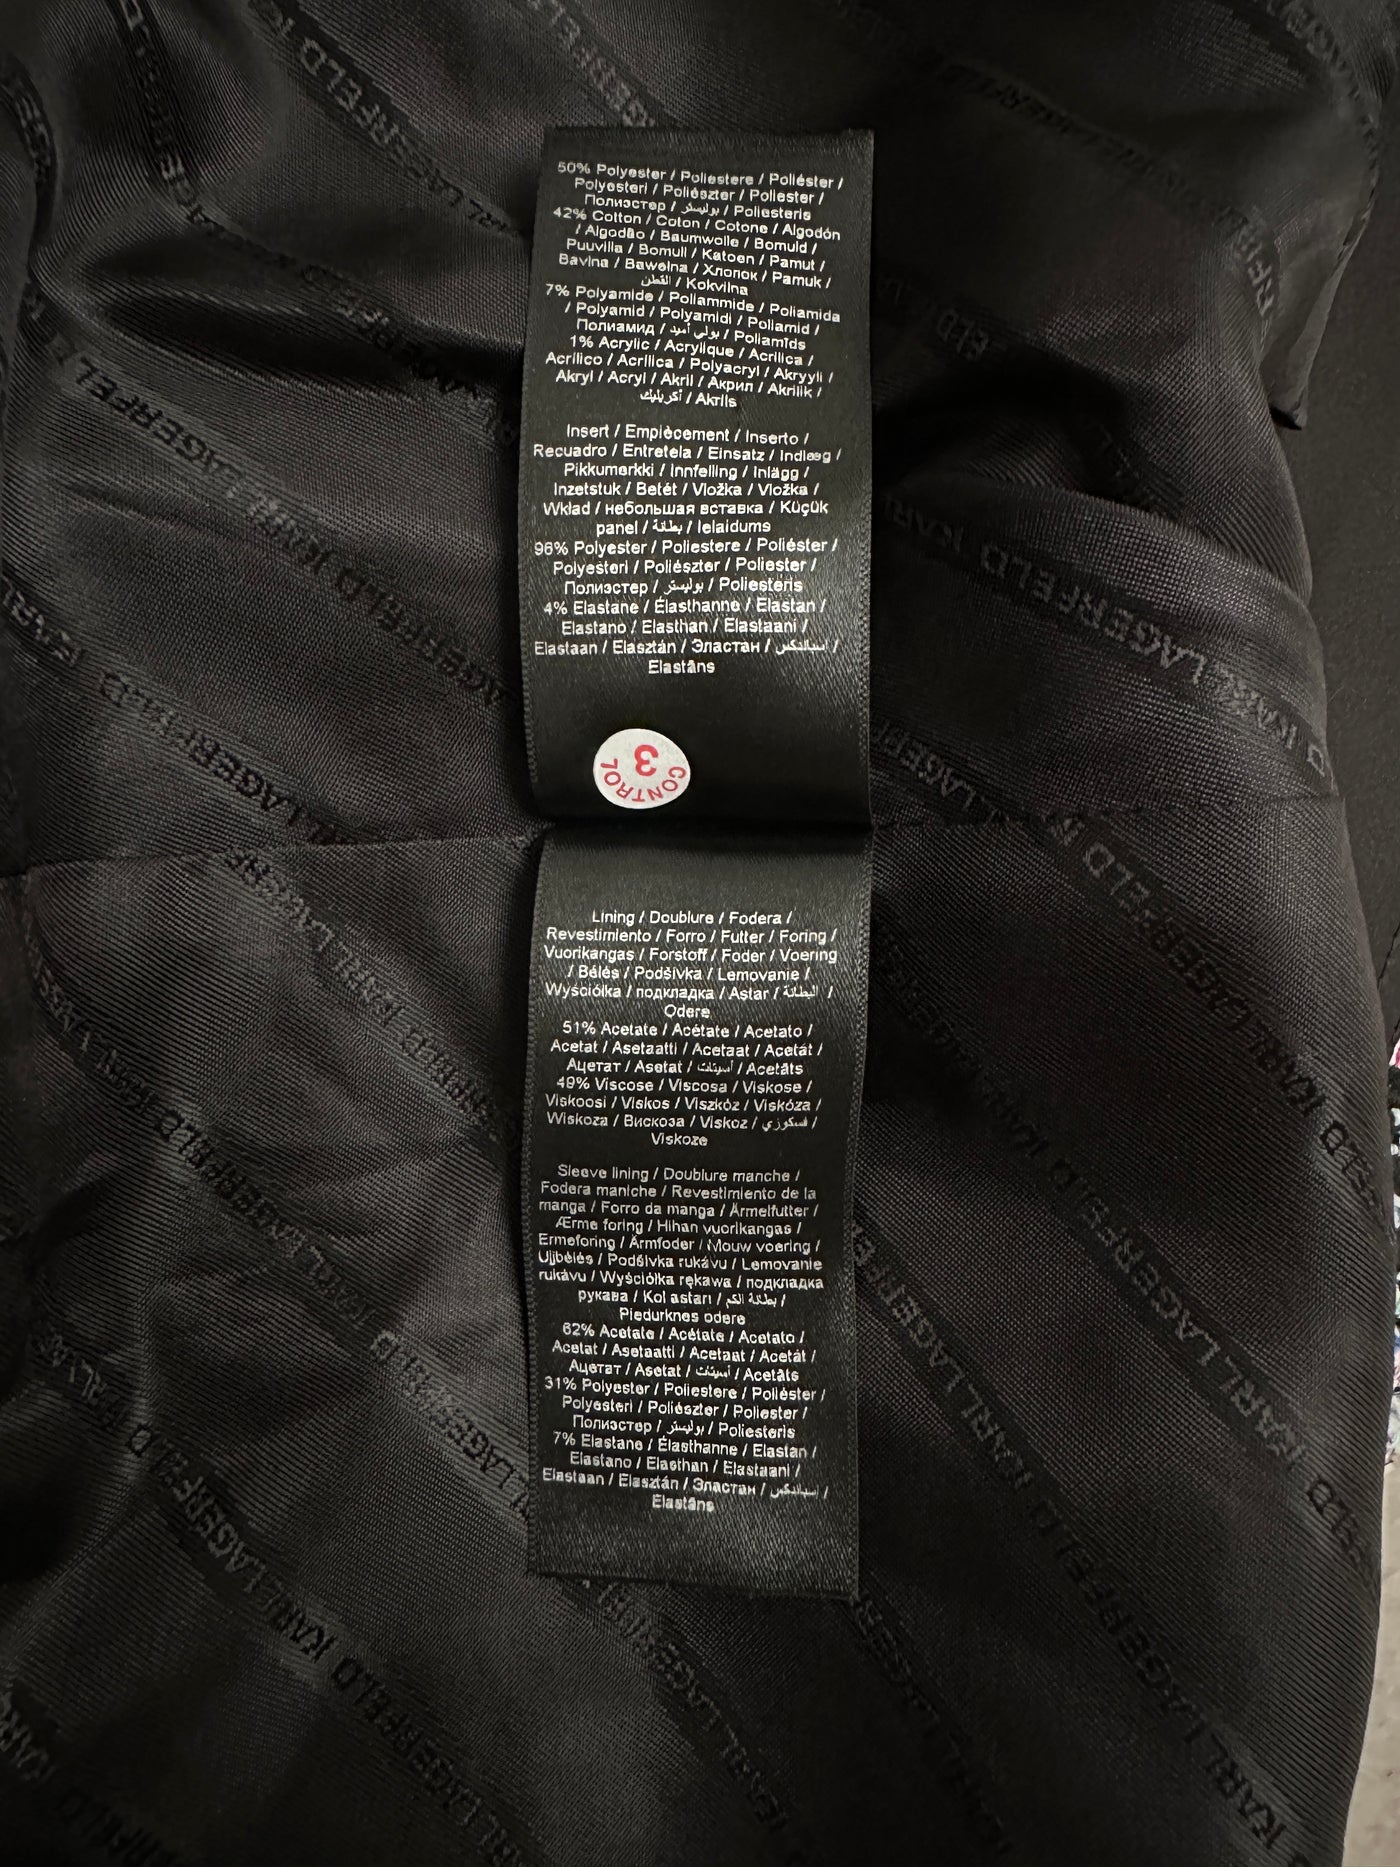 50% Polyester / Poliestere / Poliéster /
Polyesteri / Poliészter / Poliester /
Полиэстер / بوليستر / Poliesteris
42% Cotton / Coton / Cotone / Algodón
/ Algodão / Baumwolle / Bomuld /
Puuvilla / Bomull / Katoen / Pamut /
Bavlna / Bawełna / Хлопок / Pamuk /
القطن / Kokvilna
7% Polyamide / Poliammide / Poliamida
/ Polyamid / Polyamidi / Poliamid /
Полиамид / بولي أميد / Poliamīds
1% Acrylic / Acrylique / Acrilica /
Acrílico / Acrílica / Polyacryl / Akryyli /
Akryl / Acryl / Akril / Акрил / Akrilik /
أكريليك / Akrils
Insert / Empiècement / Inserto /
Recuadro / Entretela / Einsatz / Indlæg /
Pikkumerkki / Innfelling / Inlägg /
Inzetstuk / Betét / Vložka / Vložka /
Wkład / небольшая вставка / Küçük
panel / بطانة / Ielaidums
96% Polyester / Poliestere / Poliéster /
Polyesteri / Poliészter / Poliester /
Полиэстер / بوليستر / Poliesteris
4% Elastane / Élasthanne / Elastan /
Elastano / Elasthan / Elastaani /
Elastaan / Elasztán / Эластан / اسباندكس /
Elastāns
3
CONTROL
Lining / Doublure / Fodera /
Revestimiento / Forro / Futter / Foring /
Vuorikangas / Forstoff / Foder / Voering
/ Bélés / Podšívka / Lemovanie /
Wyściółka / подкладка / Astar / البطانة /
Odere
51% Acetate / Acétate / Acetato /
Acetat / Asetaatti / Acetaat / Acetát /
Ацетат / Asetat / أسيتات / Acetāts
49% Viscose / Viscosa / Viskose /
Viskoosi / Viskos / Viszkóz / Viskóza /
Wiskoza / Вискоза / Viskoz / فسكوزي /
Viskoze
Sleeve lining / Doublure manche /
Fodera maniche / Revestimiento de la
manga / Forro da manga / Ärmelfutter /
Ærme foring / Hihan vuorikangas /
Ermeforing / Ärmfoder / Mouw voering /
Ujjbélés / Podšívka rukávu / Lemovanie
rukávu / Wyściółka rękawa / подкладка
рукава / Kol astarı / بطانة الكم /
Piedurknes odere
62% Acetate / Acétate / Acetato /
Acetat / Asetaatti / Acetaat / Acetát /
Ацетат / Asetat / أسيتات / Acetāts
31% Polyester / Poliestere / Poliéster /
Polyesteri / Poliészter / Poliester /
Полиэстер / بوليستر / Poliesteris
7% Elastane / Élasthanne / Elastan /
Elastano / Elasthan / Elastaani /
Elastaan / Elasztán / Эластан / اسباندكس /
Elastāns
KARL LAGERFELD KARL LAGERFELD